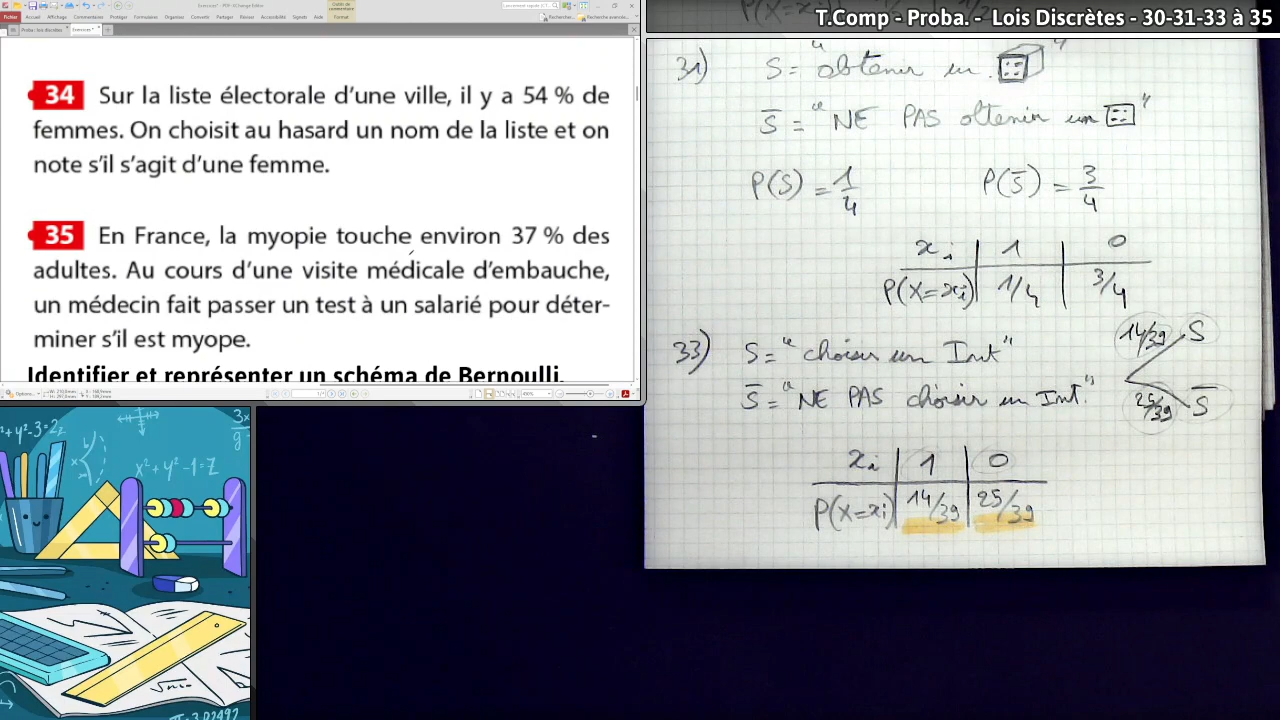 T.Comp - Proba. - Lois Discrètes - 30-31-33 à 35
34 Sur la liste électorale d'une ville, il y a 54 % de
femmes. On choisit au hasard un nom de la liste et on
note s'il s'agit d'une femme.
35 En France, la myopie touche environ 37 % des
adultes. Au cours d'une visite médicale d'embauche,
un médecin fait passer un test à un salarié pour déter-
miner s'il est myope.
Identifier et représenter un schéma de Bernoulli.
31) S = "obtenir un "
S̅ = "NE PAS obtenir un "
P(S) = 1/4 P(S̅) = 3/4
xi 1 0
P(X=xi) 1/4 3/4
33) S = "choisir un Int"
S̅ = "NE PAS choisir un Int."
14/39 S
25/39 S̅
xi 1 0
P(X=xi) 14/39 25/39
x²+y²-1=z